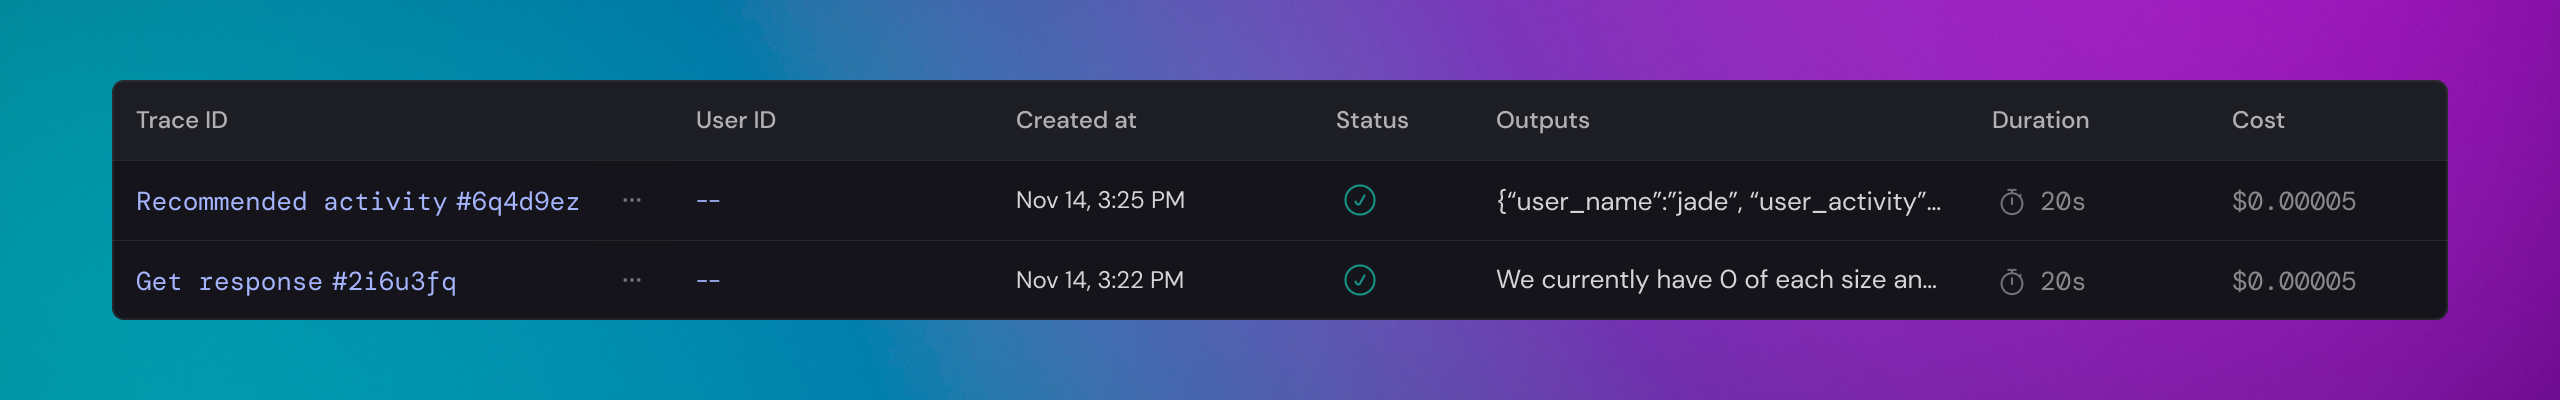 Trace ID User ID Created at Status Outputs Duration Cost
Recommended activity #6q4d9ez ... -- Nov 14, 3:25 PM {“user_name”:”jade”, “user_activity”... 20s $0.00005
Get response #2i6u3fq ... -- Nov 14, 3:22 PM We currently have 0 of each size an... 20s $0.00005